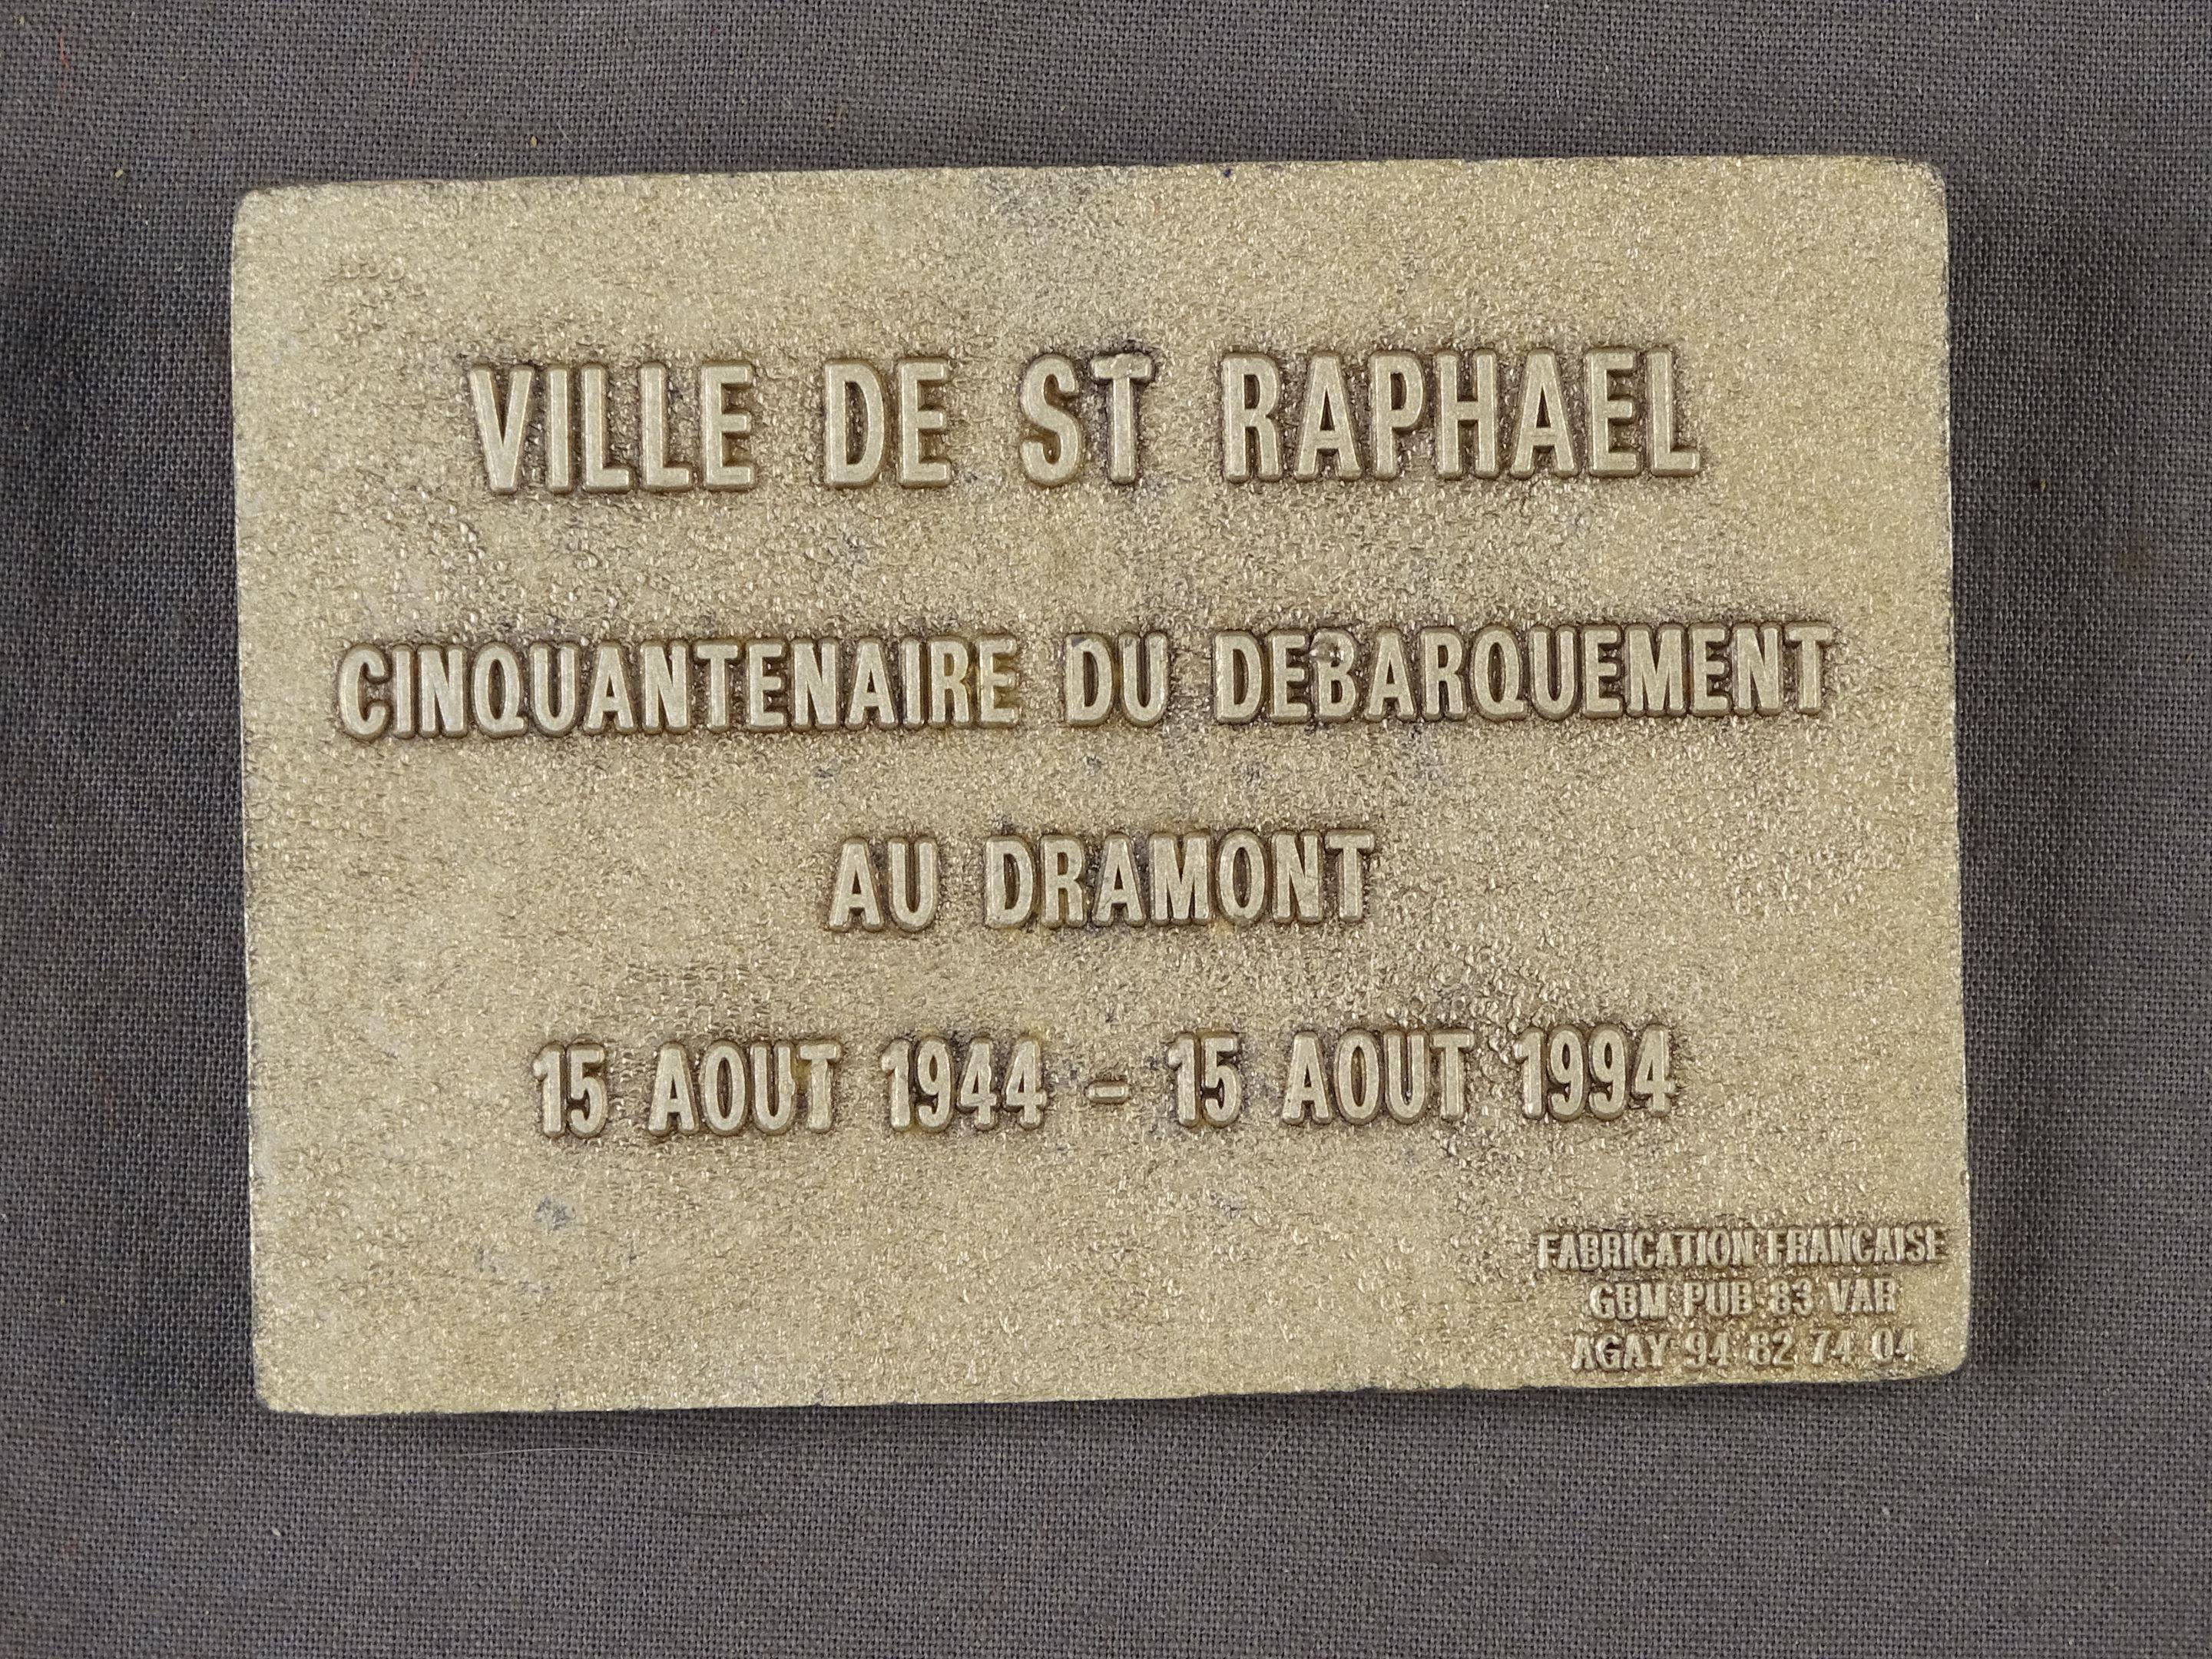 VILLE DE ST RAPHAEL
CINQUANTENAIRE DU DEBARQUEMENT
AU DRAMONT
15 AOUT 1944 - 15 AOUT 1994
FABRICATION FRANCAISE
GBM PUB 83 VAR
AGAY 94 82 74 04